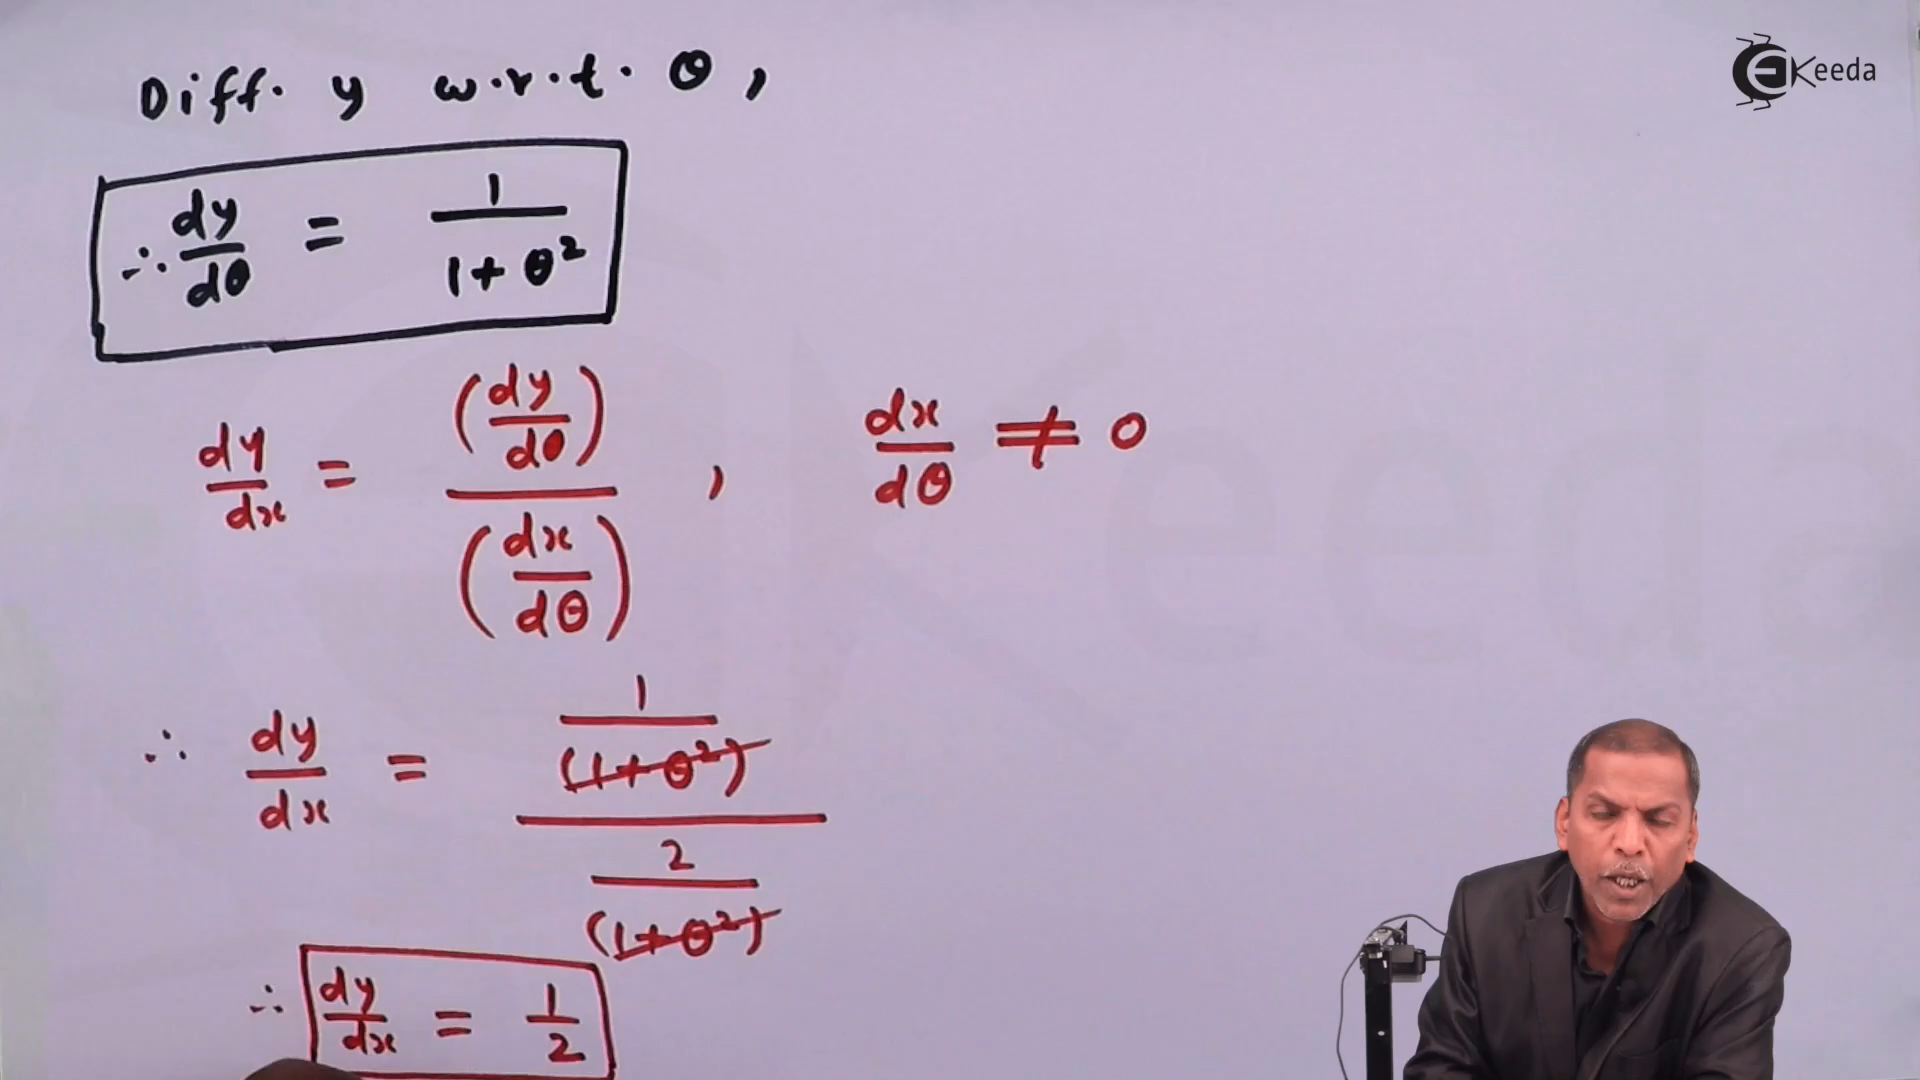 Keeda
Diff. y w.r.t. θ,
∴ dy/dθ = 1/(1+θ²)
dy/dx = (dy/dθ)/(dx/dθ) , dx/dθ ≠ 0
∴ dy/dx = (1/(1+θ²))/(2/(1+θ²))
∴ dy/dx = 1/2
Keeda